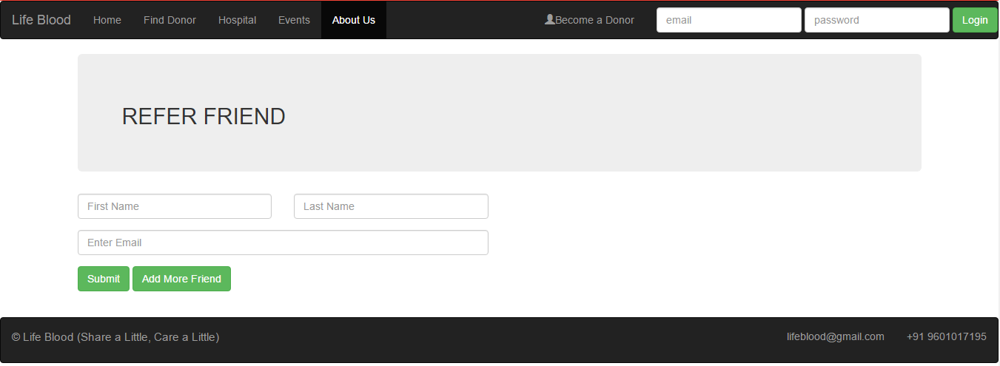 Life Blood Home Find Donor Hospital Events About Us Become a Donor email password Login
REFER FRIEND
First Name Last Name
Enter Email
Submit Add More Friend
© Life Blood (Share a Little, Care a Little) lifeblood@gmail.com +91 9601017195